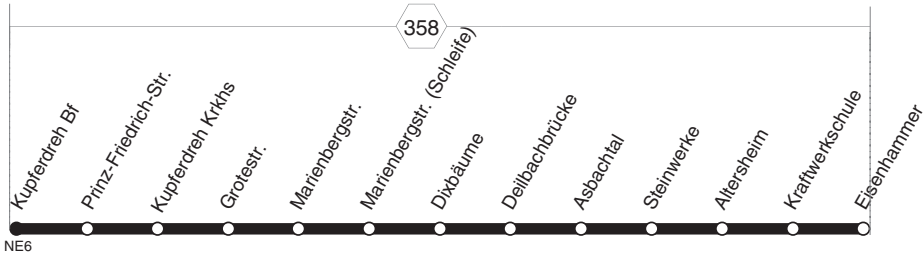 358
Kupferdreh Bf
Prinz-Friedrich-Str.
Kupferdreh Krkhs
Grotestr.
Marienbergstr.
Marienbergstr. (Schleife)
Dixbäume
Deilbachbrücke
Asbachtal
Steinwerke
Altersheim
Kraftwerkschule
Eisenhammer
NE6